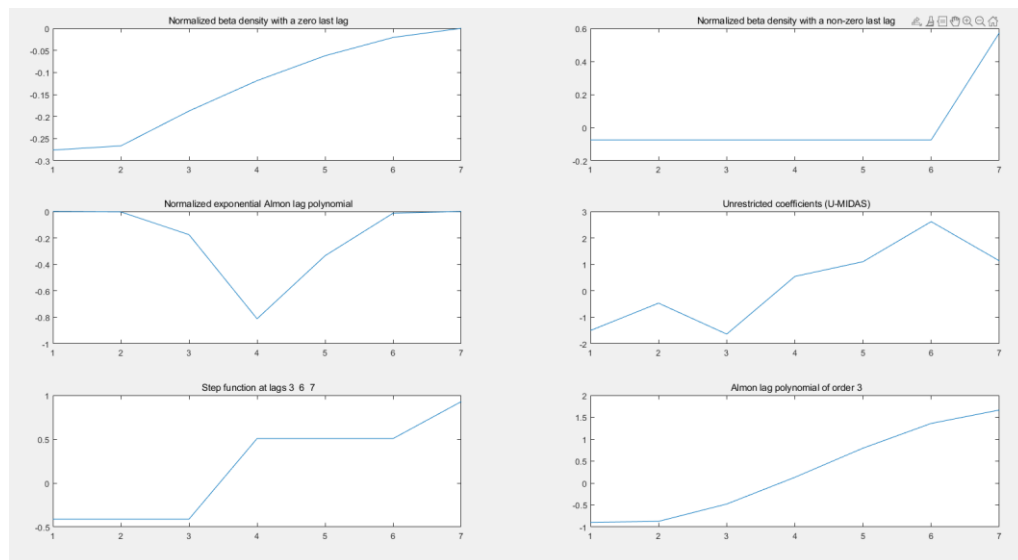 Normalized beta density with a zero last lag
0
-0.05
-0.1
-0.15
-0.2
-0.25
-0.3
1 2 3 4 5 6 7
Normalized beta density with a non-zero last lag
0.6
0.4
0.2
0
-0.2
1 2 3 4 5 6 7
Normalized exponential Almon lag polynomial
0
-0.2
-0.4
-0.6
-0.8
-1
1 2 3 4 5 6 7
Unrestricted coefficients (U-MIDAS)
3
2
1
0
-1
-2
1 2 3 4 5 6 7
Step function at lags 3 6 7
1
0.5
0
-0.5
1 2 3 4 5 6 7
Almon lag polynomial of order 3
2
1.5
1
0.5
0
-0.5
-1
1 2 3 4 5 6 7